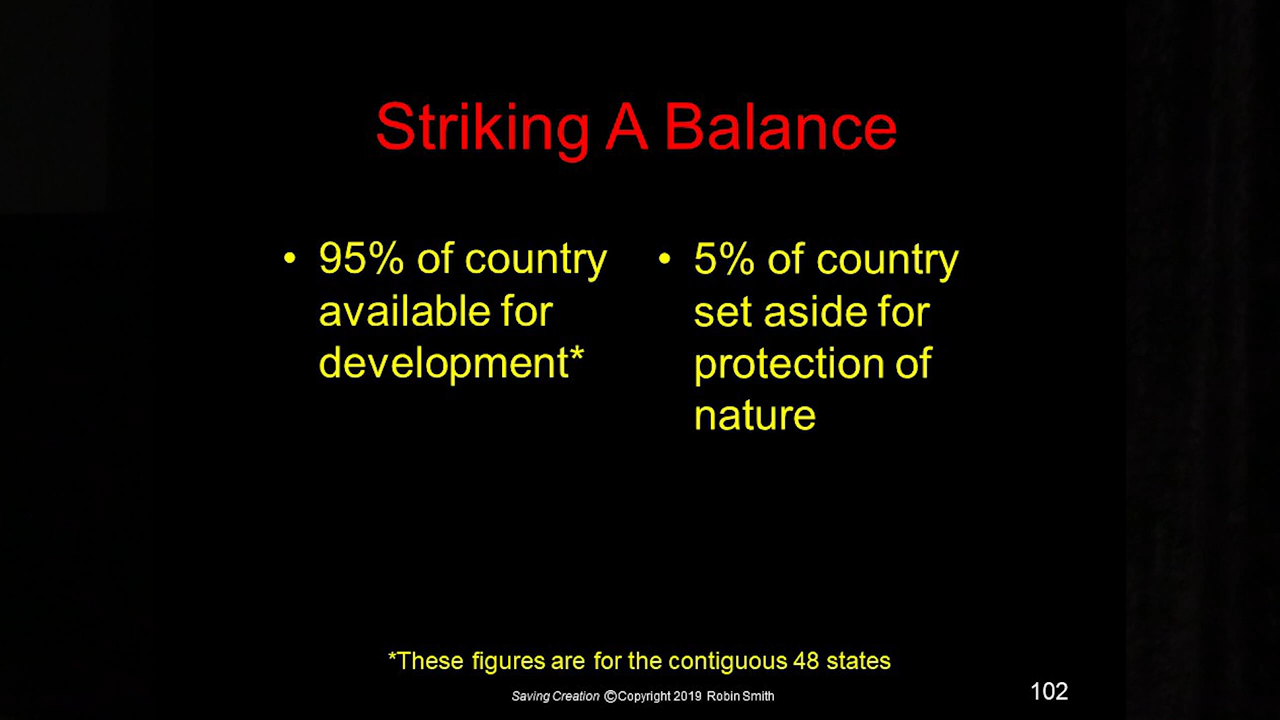 Striking A Balance
• 95% of country
available for
development*
• 5% of country
set aside for
protection of
nature
*These figures are for the contiguous 48 states
Saving Creation ©Copyright 2019 Robin Smith
102